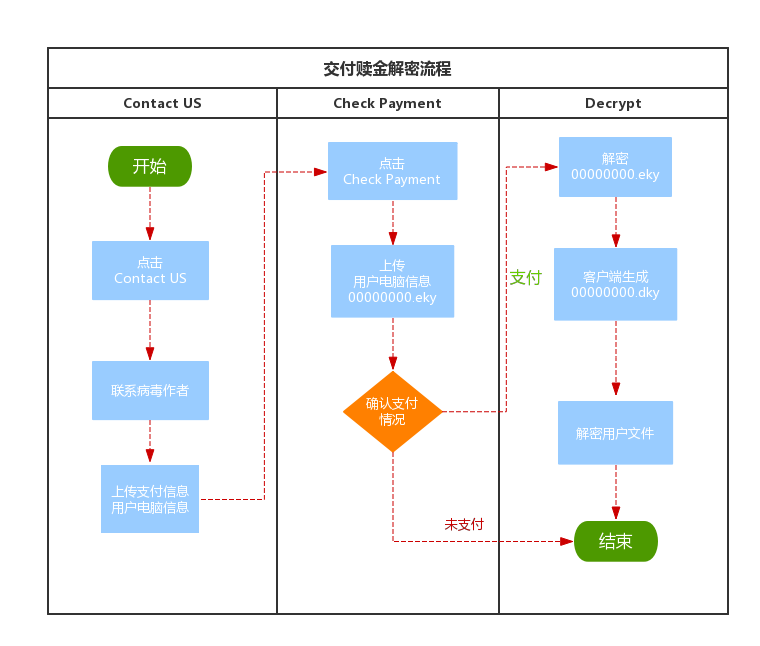 交付赎金解密流程
Contact US
Check Payment
Decrypt
开始
点击
Contact US
联系病毒作者
上传支付信息
用户电脑信息
点击
Check Payment
上传
用户电脑信息
00000000.eky
确认支付
情况
支付
未支付
解密
00000000.eky
客户端生成
00000000.dky
解密用户文件
结束